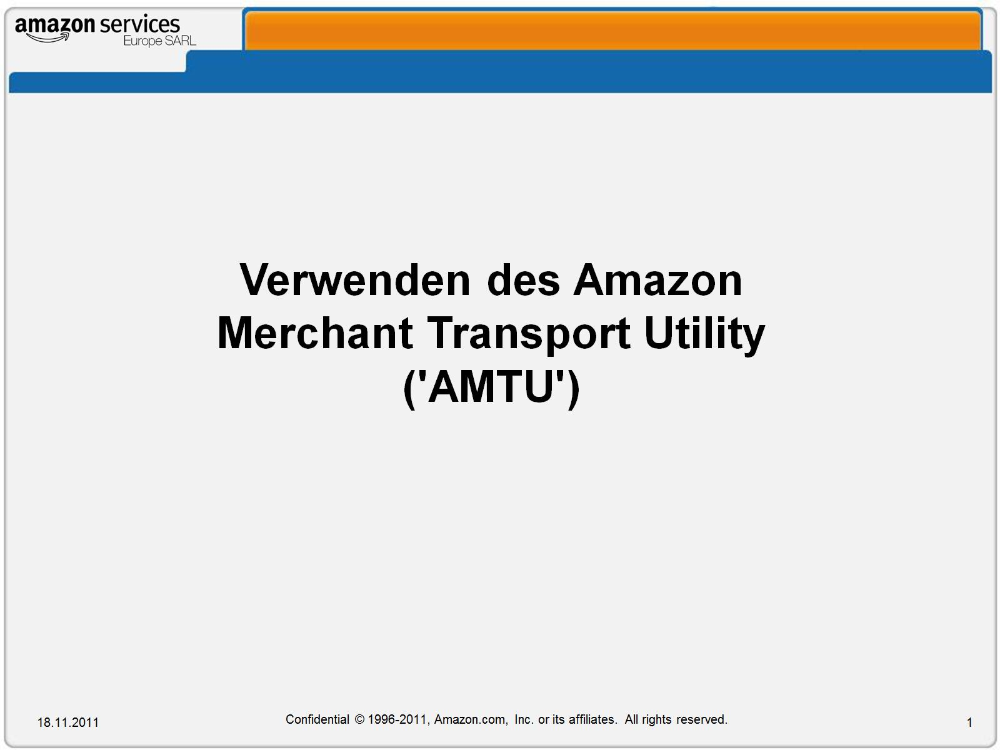 amazon services
Europe SARL
Verwenden des Amazon
Merchant Transport Utility
('AMTU')
18.11.2011
Confidential © 1996-2011, Amazon.com, Inc. or its affiliates. All rights reserved.
1